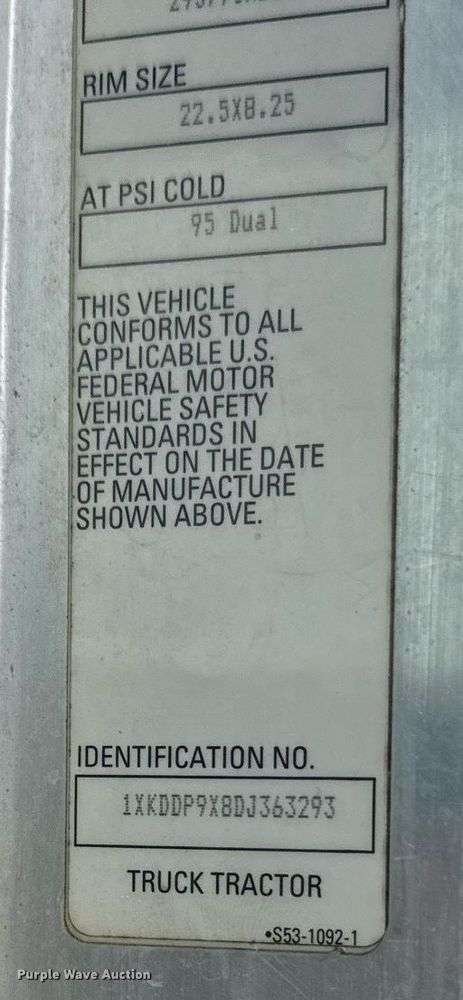 RIM SIZE
22.5X8.25
AT PSI COLD
95 Dual
THIS VEHICLE
CONFORMS TO ALL
APPLICABLE U.S.
FEDERAL MOTOR
VEHICLE SAFETY
STANDARDS IN
EFFECT ON THE DATE
OF MANUFACTURE
SHOWN ABOVE.
IDENTIFICATION NO.
1XKDDP9X8DJ363293
TRUCK TRACTOR
•S53-1092-1
Purple Wave Auction